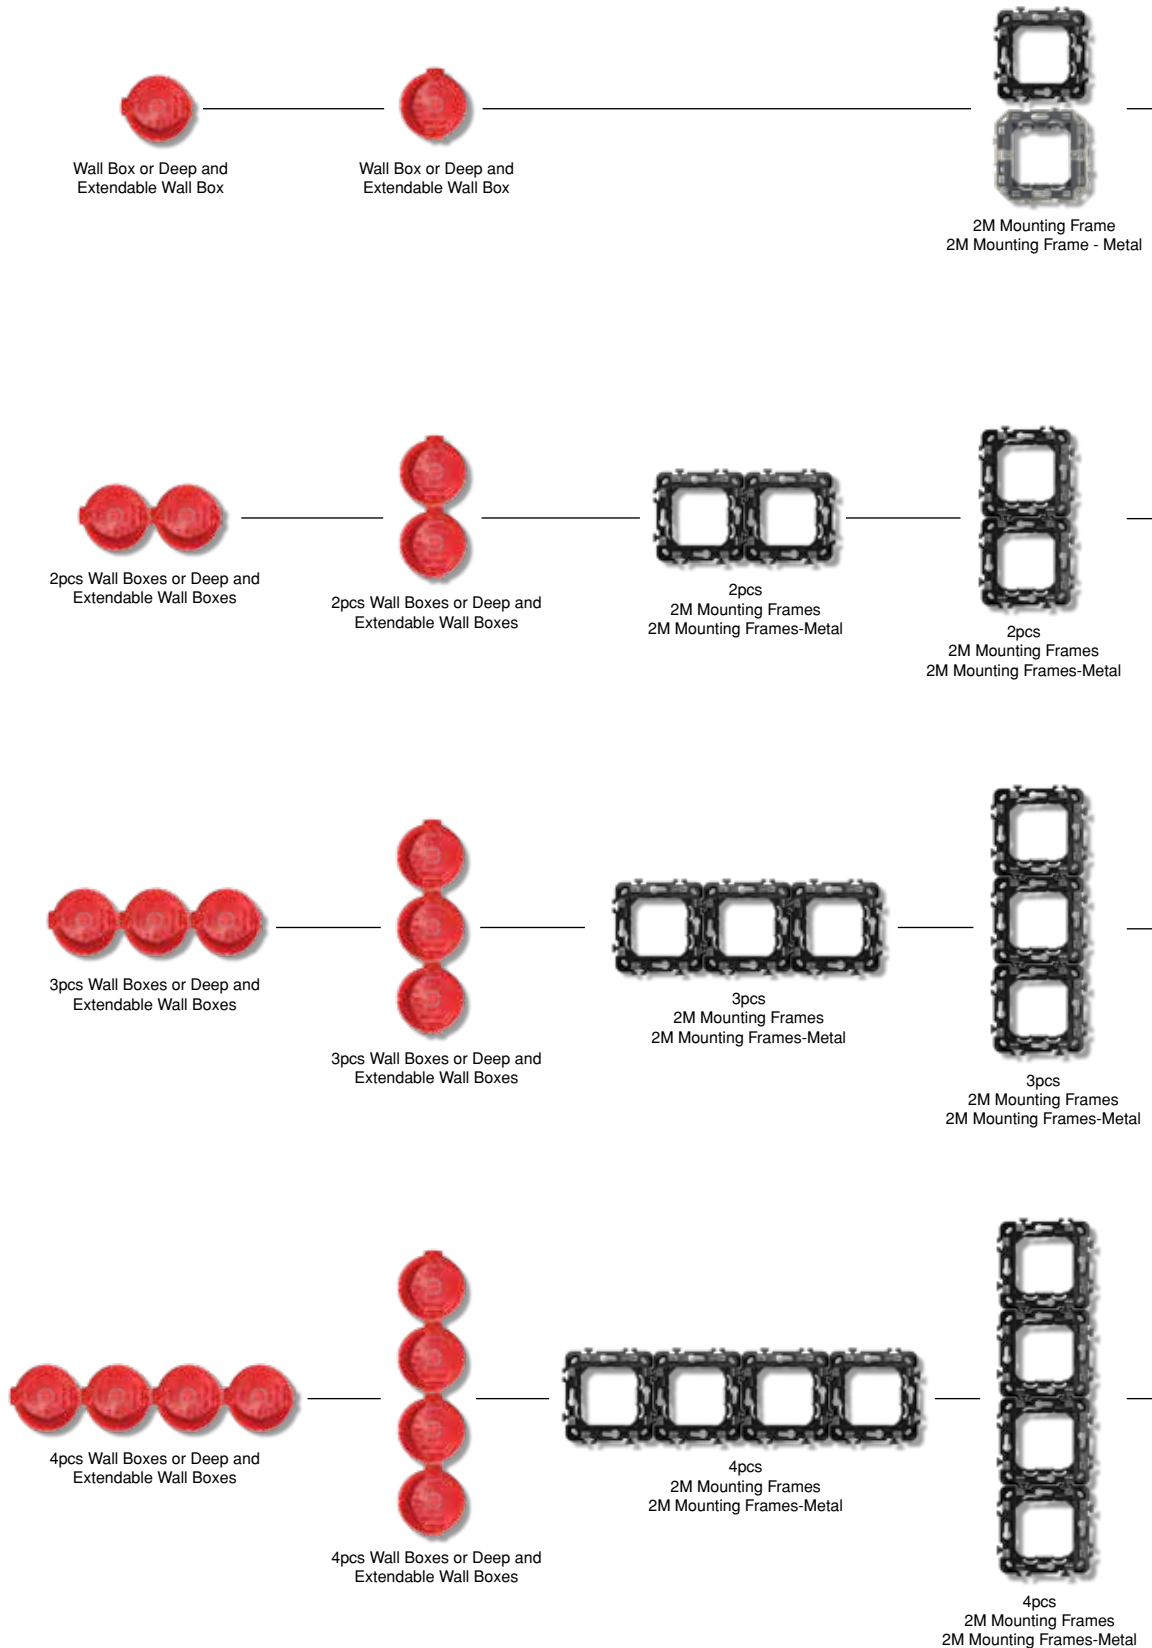 Wall Box or Deep and
Extendable Wall Box
Wall Box or Deep and
Extendable Wall Box
2M Mounting Frame
2M Mounting Frame - Metal
2pcs Wall Boxes or Deep and
Extendable Wall Boxes
2pcs Wall Boxes or Deep and
Extendable Wall Boxes
2pcs
2M Mounting Frames
2M Mounting Frames-Metal
2pcs
2M Mounting Frames
2M Mounting Frames-Metal
3pcs Wall Boxes or Deep and
Extendable Wall Boxes
3pcs Wall Boxes or Deep and
Extendable Wall Boxes
3pcs
2M Mounting Frames
2M Mounting Frames-Metal
3pcs
2M Mounting Frames
2M Mounting Frames-Metal
4pcs Wall Boxes or Deep and
Extendable Wall Boxes
4pcs Wall Boxes or Deep and
Extendable Wall Boxes
4pcs
2M Mounting Frames
2M Mounting Frames-Metal
4pcs
2M Mounting Frames
2M Mounting Frames-Metal